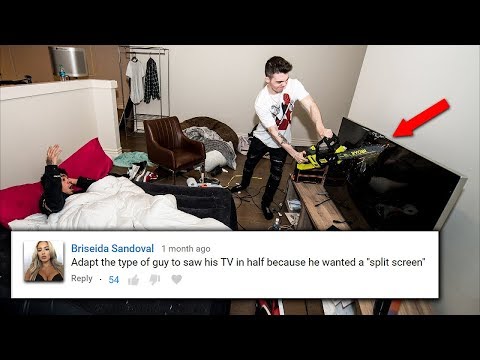 RYOBI
Briseida Sandoval 1 month ago
Adapt the type of guy to saw his TV in half because he wanted a "split screen"
Reply • 54